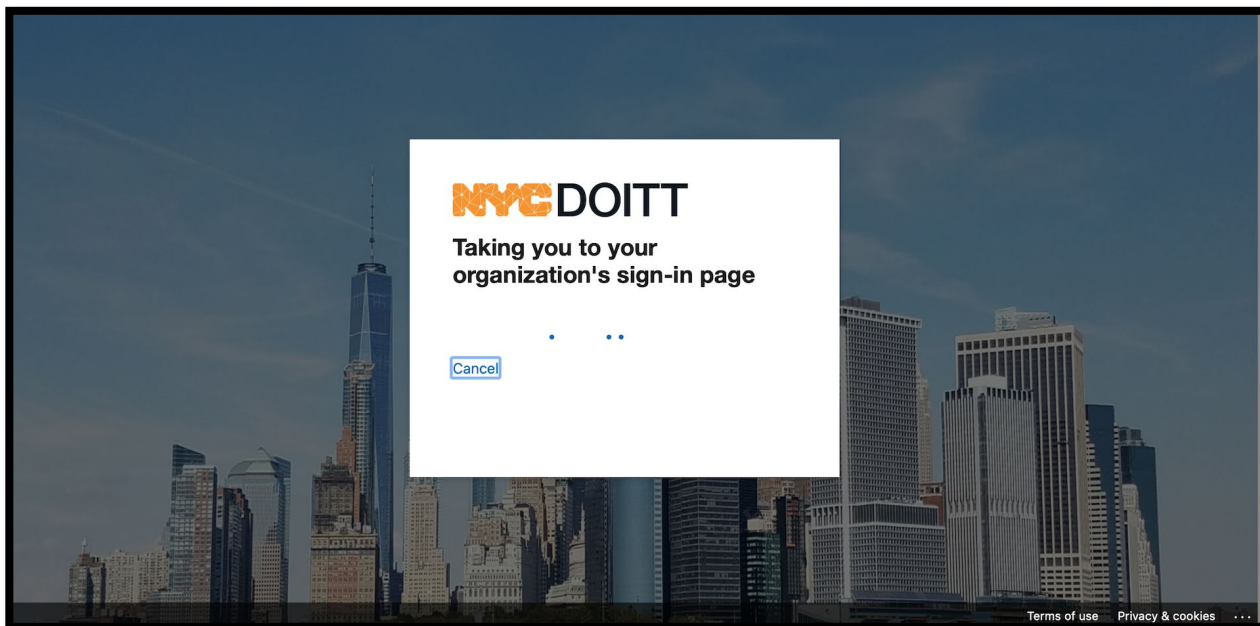 NYC DOITT
Taking you to your
organization's sign-in page
Cancel
Terms of use Privacy & cookies ...